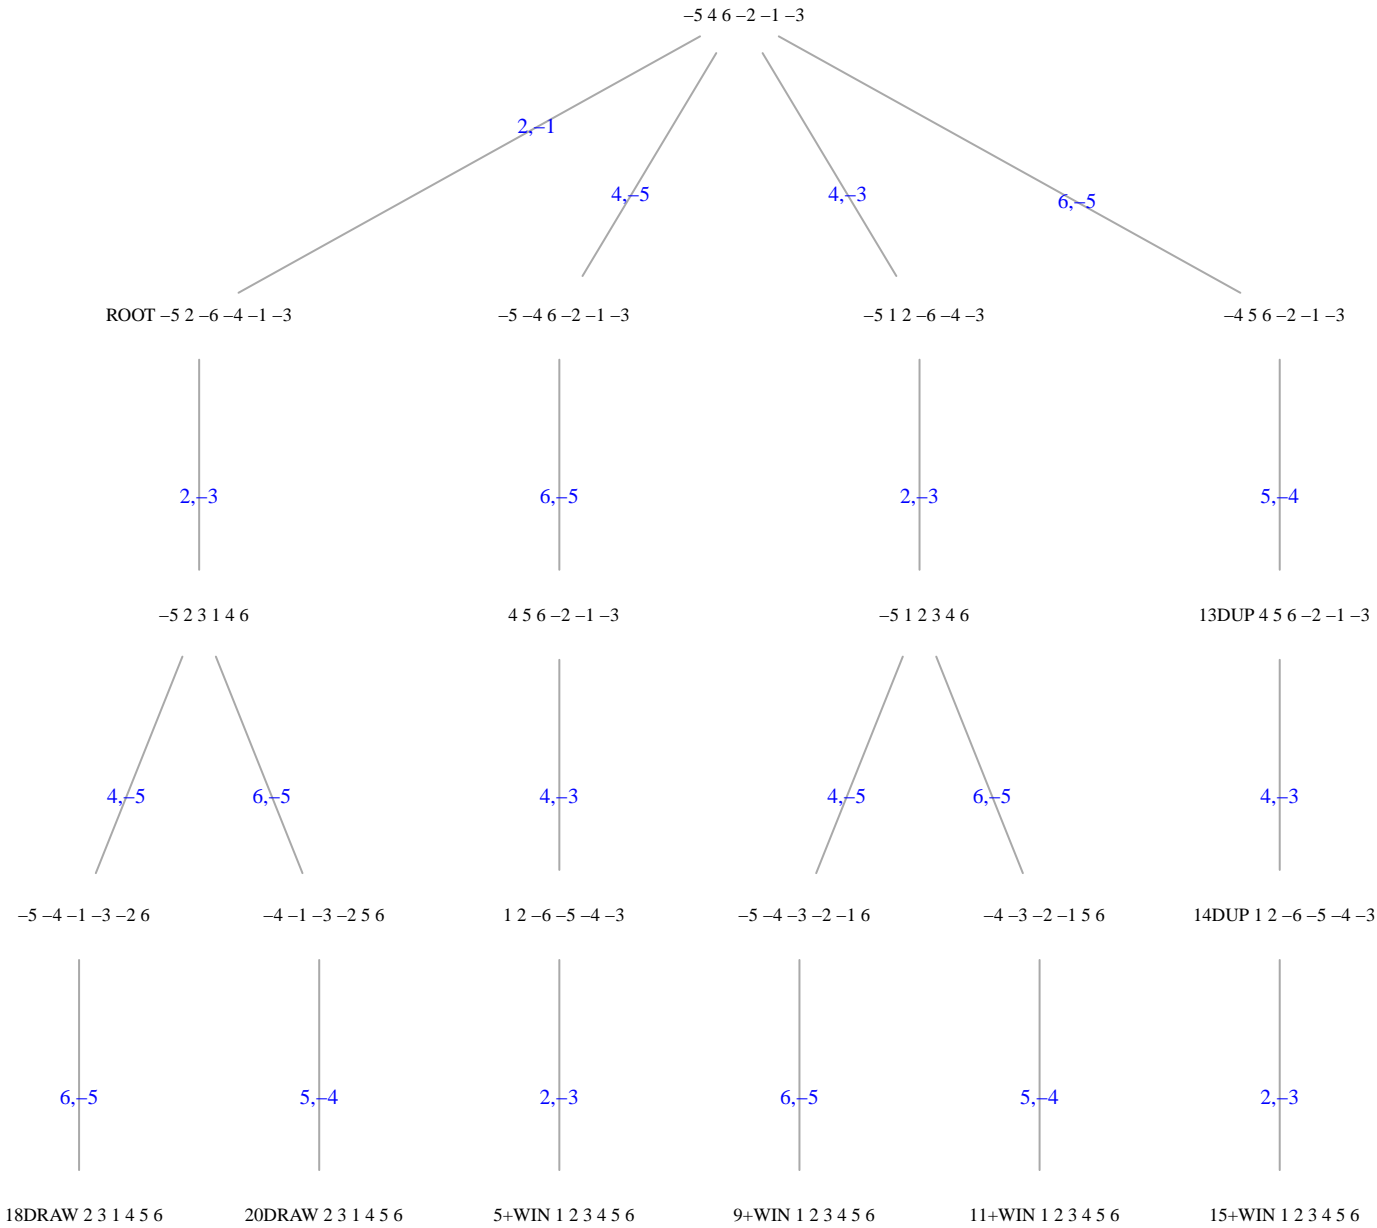 –5 4 6 –2 –1 –3
2,–1
4,–5
4,–3
6,–5
ROOT –5 2 –6 –4 –1 –3
–5 –4 6 –2 –1 –3
–5 1 2 –6 –4 –3
–4 5 6 –2 –1 –3
2,–3
6,–5
2,–3
5,–4
–5 2 3 1 4 6
4 5 6 –2 –1 –3
–5 1 2 3 4 6
13DUP 4 5 6 –2 –1 –3
4,–5
6,–5
4,–3
4,–5
6,–5
4,–3
–5 –4 –1 –3 –2 6
–4 –1 –3 –2 5 6
1 2 –6 –5 –4 –3
–5 –4 –3 –2 –1 6
–4 –3 –2 –1 5 6
14DUP 1 2 –6 –5 –4 –3
6,–5
5,–4
2,–3
6,–5
5,–4
2,–3
18DRAW 2 3 1 4 5 6
20DRAW 2 3 1 4 5 6
5+WIN 1 2 3 4 5 6
9+WIN 1 2 3 4 5 6
11+WIN 1 2 3 4 5 6
15+WIN 1 2 3 4 5 6